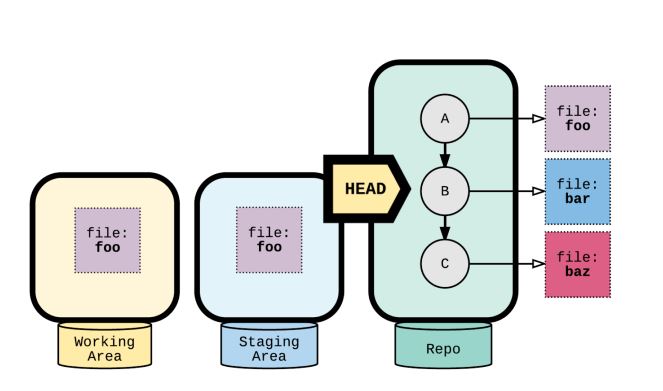 A
file:
foo
HEAD
B
file:
bar
file:
foo
file:
foo
C
file:
baz
Working
Area
Staging
Area
Repo